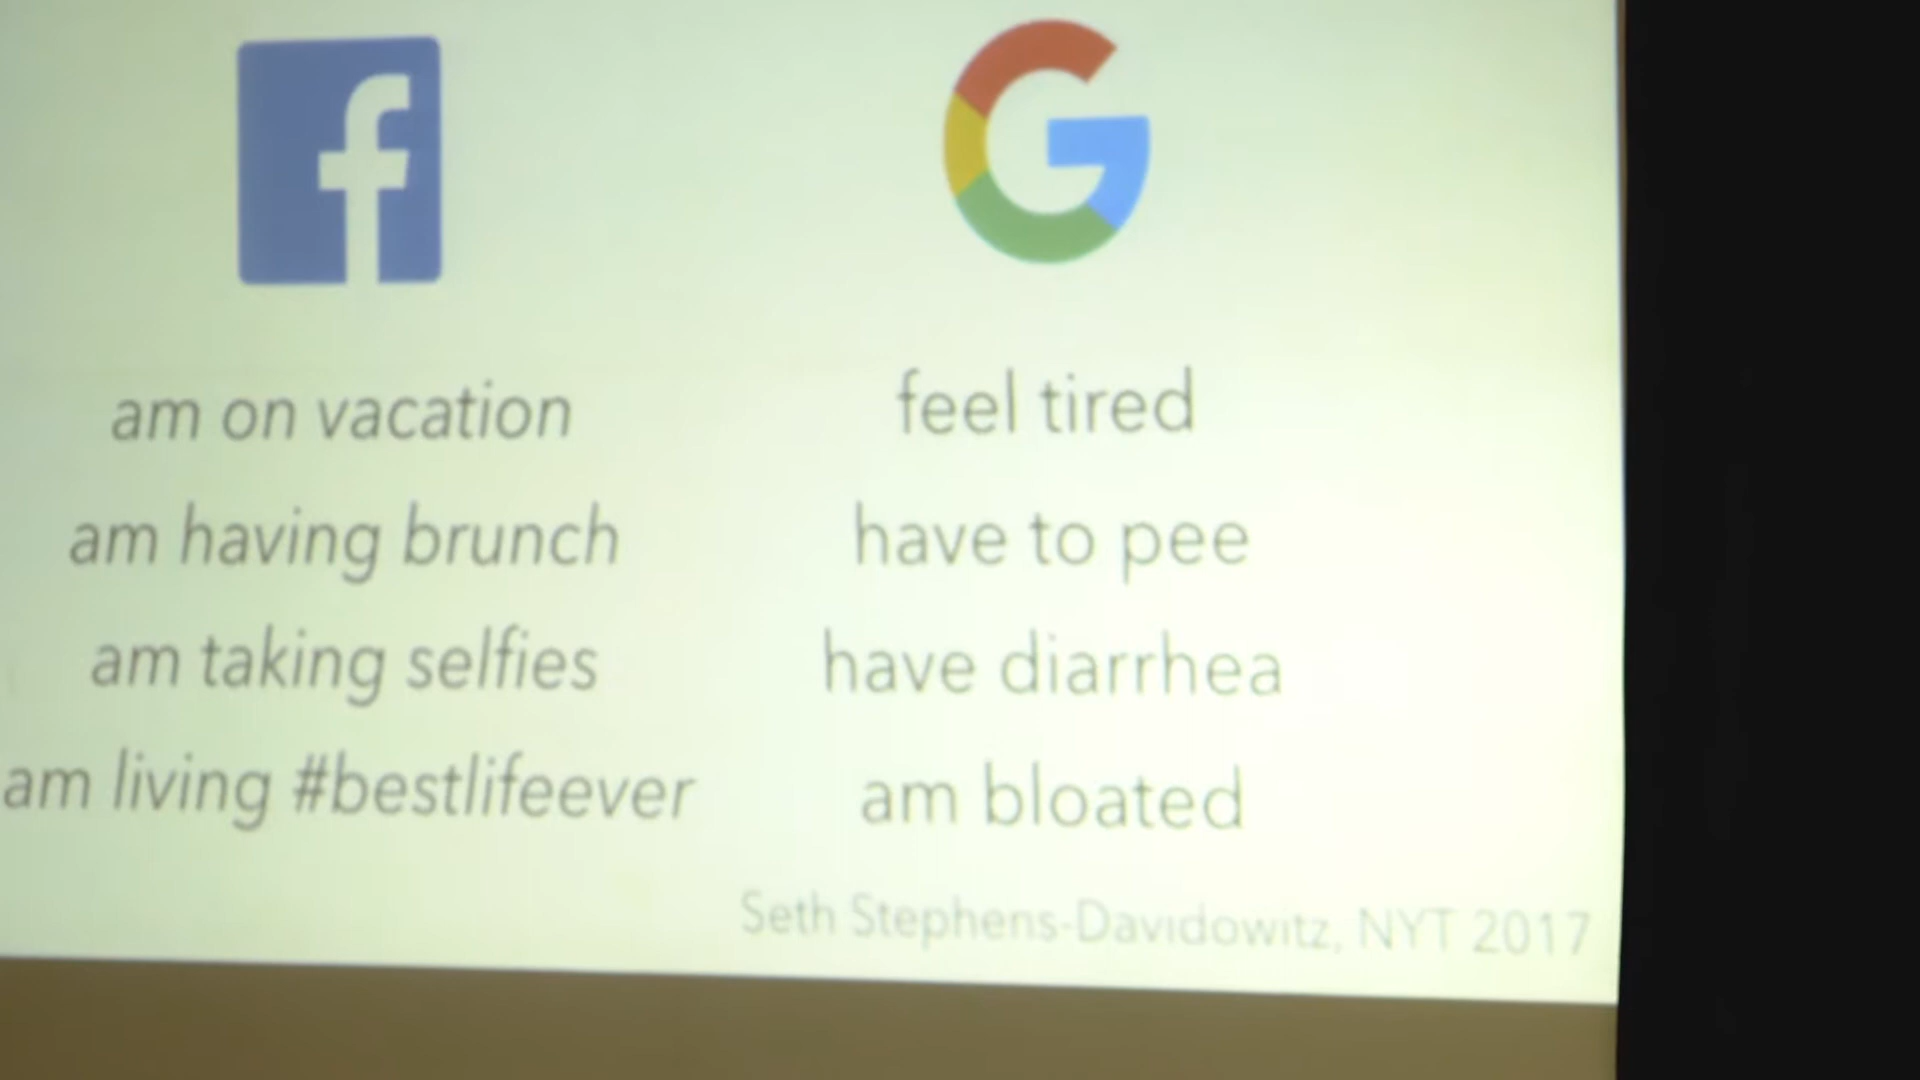 am on vacation
am having brunch
am taking selfies
am living #bestlifeever
feel tired
have to pee
have diarrhea
am bloated
Seth Stephens-Davidowitz, NYT 2017